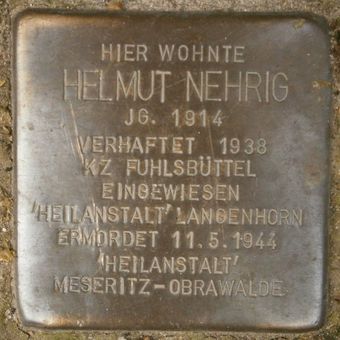 HIER WOHNTE
HELMUT NEHRIG
JG. 1914
VERHAFTET 1938
KZ FUHLSBÜTTEL
EINGEWIESEN
'HEILANSTALT' LANGENHORN
ERMORDET 11.5.1944
'HEILANSTALT'
MESERITZ-OBRAWALDE